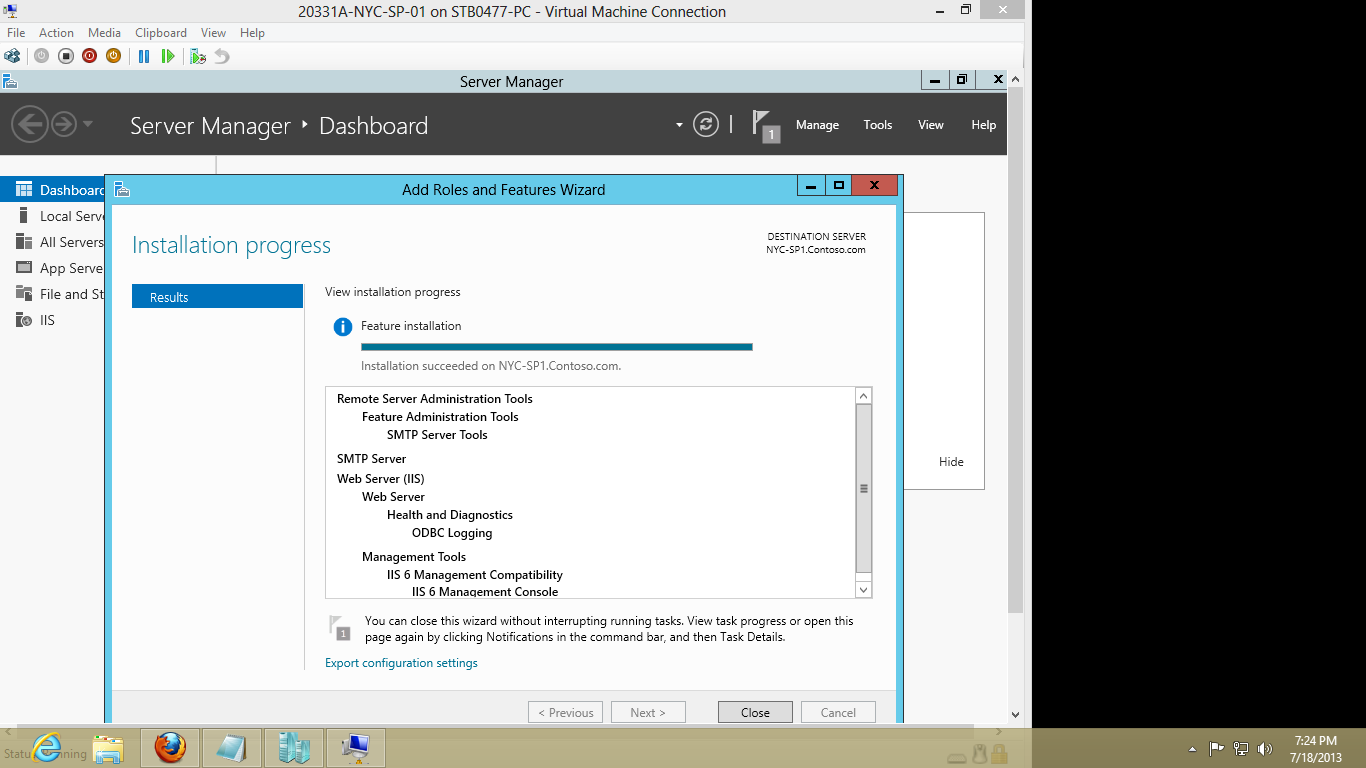 20331A-NYC-SP-01 on STB0477-PC - Virtual Machine Connection
File Action Media Clipboard View Help
Server Manager
Server Manager Dashboard
1 Manage Tools View Help
Dashboard
Local Serve
All Servers
App Serve
File and St
IIS
Add Roles and Features Wizard
Installation progress
DESTINATION SERVER
NYC-SP1.Contoso.com
Results
View installation progress
Feature installation
Installation succeeded on NYC-SP1.Contoso.com.
Remote Server Administration Tools
Feature Administration Tools
SMTP Server Tools
SMTP Server
Web Server (IIS)
Web Server
Health and Diagnostics
ODBC Logging
Management Tools
IIS 6 Management Compatibility
IIS 6 Management Console
1
You can close this wizard without interrupting running tasks. View task progress or open this
page again by clicking Notifications in the command bar, and then Task Details.
Export configuration settings
< Previous Next > Close Cancel
Hide
7:24 PM
7/18/2013